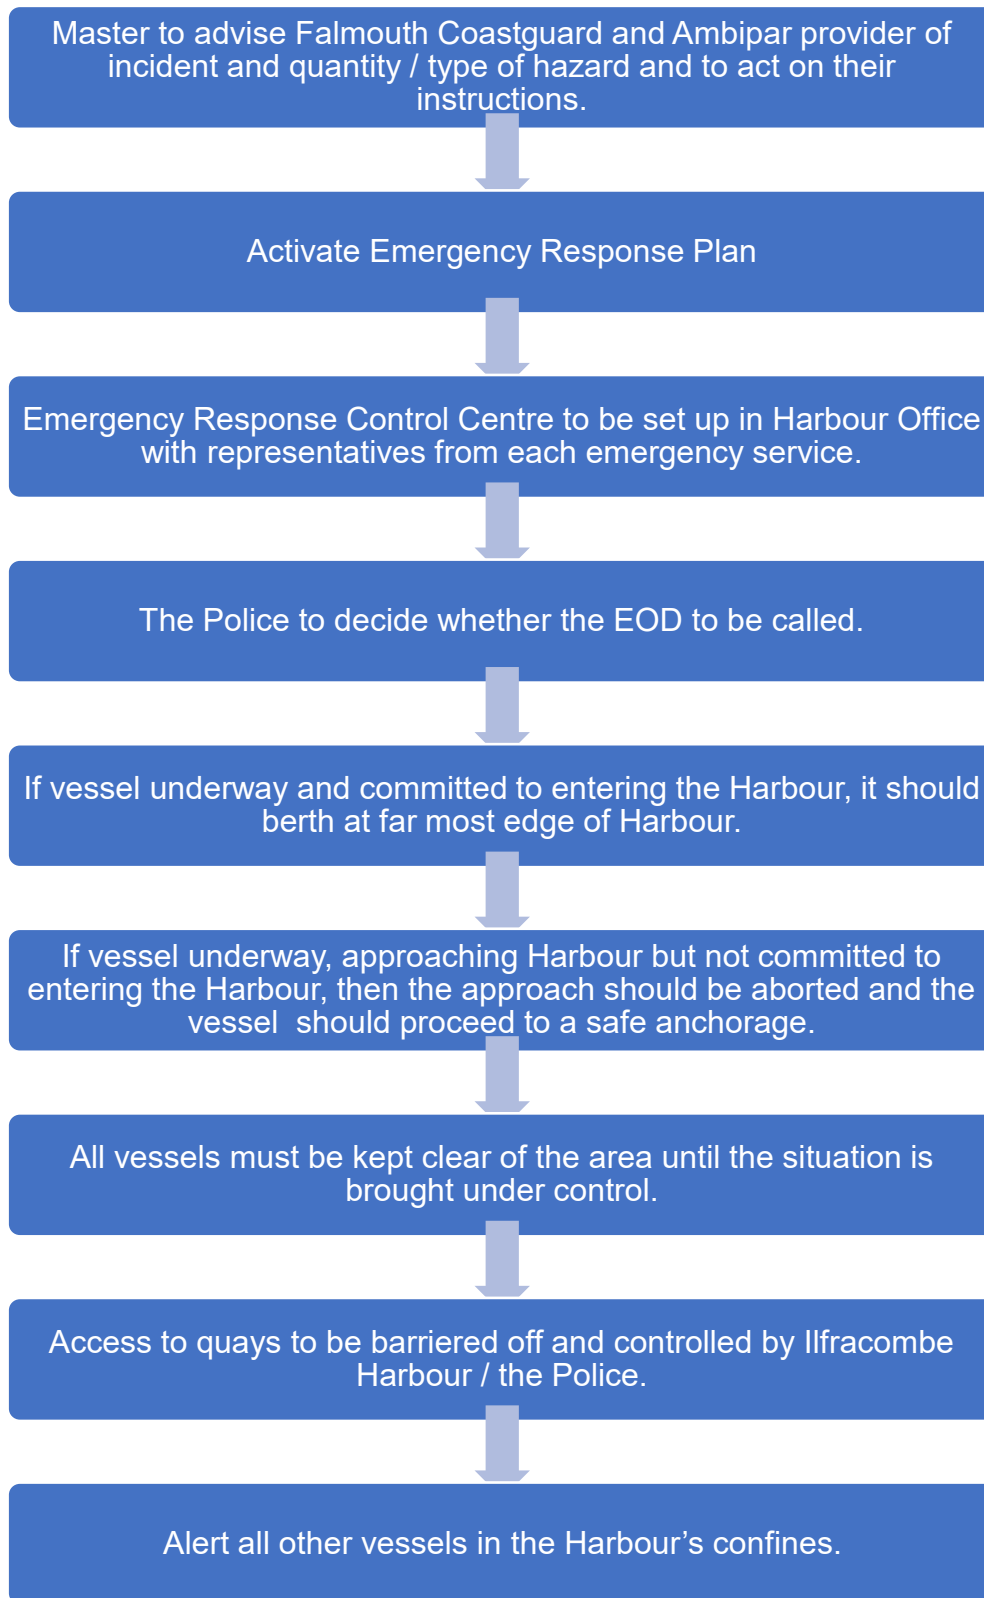 Master to advise Falmouth Coastguard and Ambipar provider of
incident and quantity / type of hazard and to act on their
instructions.
Activate Emergency Response Plan
Emergency Response Control Centre to be set up in Harbour Office
with representatives from each emergency service.
The Police to decide whether the EOD to be called.
If vessel underway and committed to entering the Harbour, it should
berth at far most edge of Harbour.
If vessel underway, approaching Harbour but not committed to
entering the Harbour, then the approach should be aborted and the
vessel  should proceed to a safe anchorage.
All vessels must be kept clear of the area until the situation is
brought under control.
Access to quays to be barriered off and controlled by Ilfracombe
Harbour / the Police.
Alert all other vessels in the Harbour’s confines.